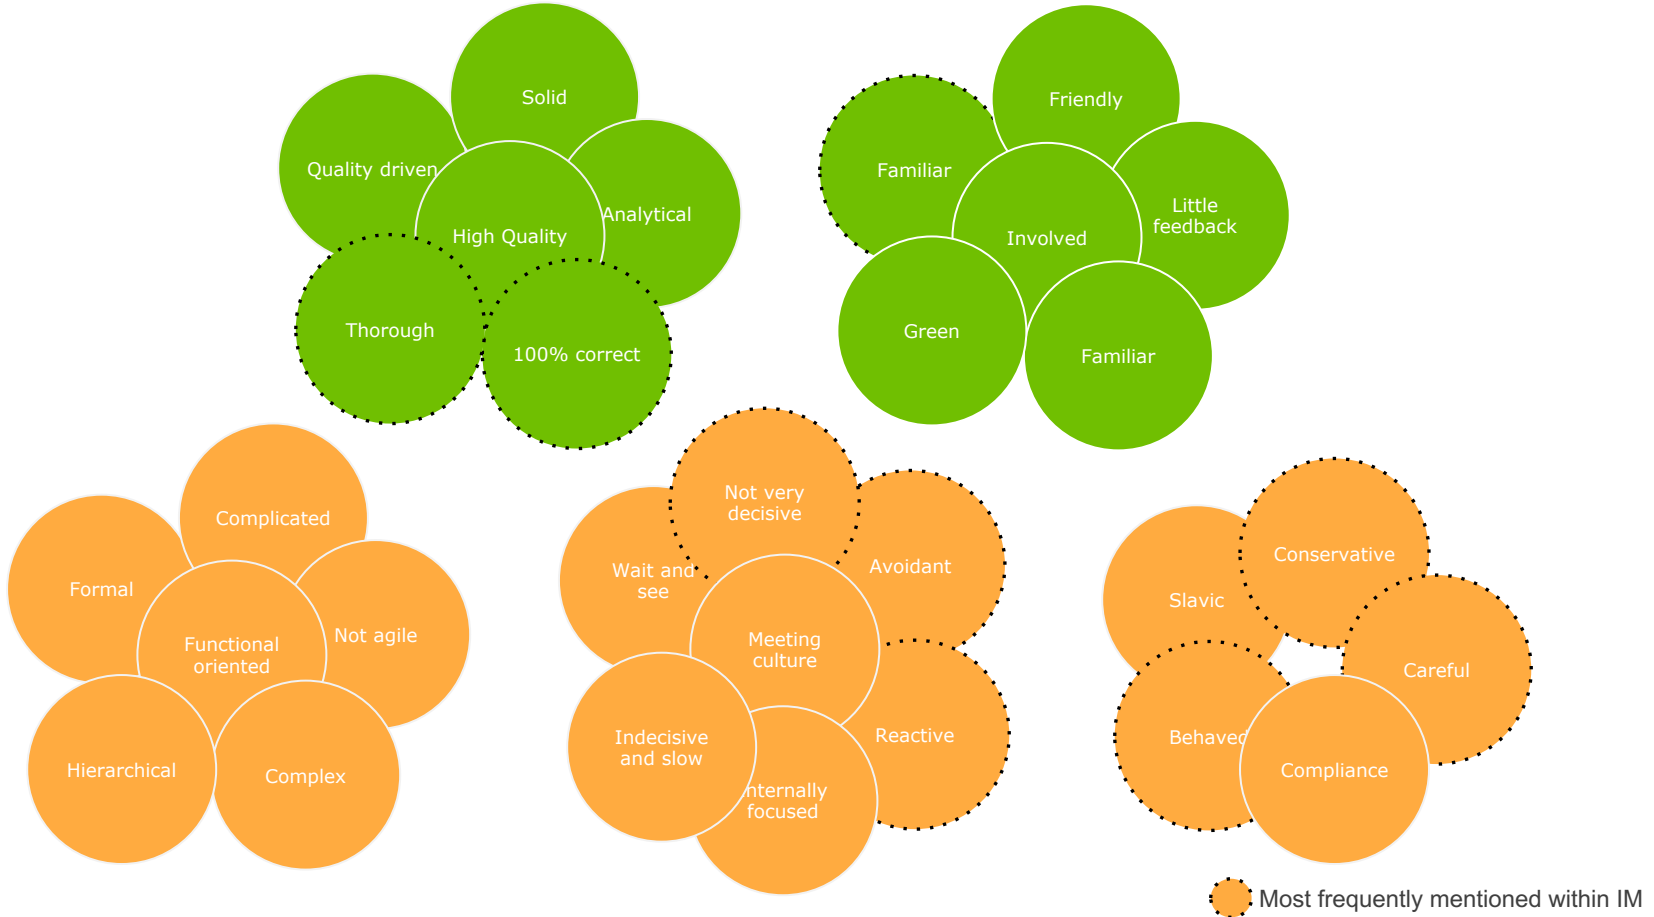 Solid
Quality driven
Analytical
High Quality
Thorough
100% correct
Friendly
Familiar
Little
feedback
Involved
Green
Familiar
Complicated
Formal
Not agile
Functional
oriented
Hierarchical
Complex
Not very
decisive
Wait and
see
Avoidant
Meeting
culture
Reactive
Indecisive
and slow
nternally
focused
Conservative
Slavic
Careful
Behaved
Compliance
Most frequently mentioned within IM